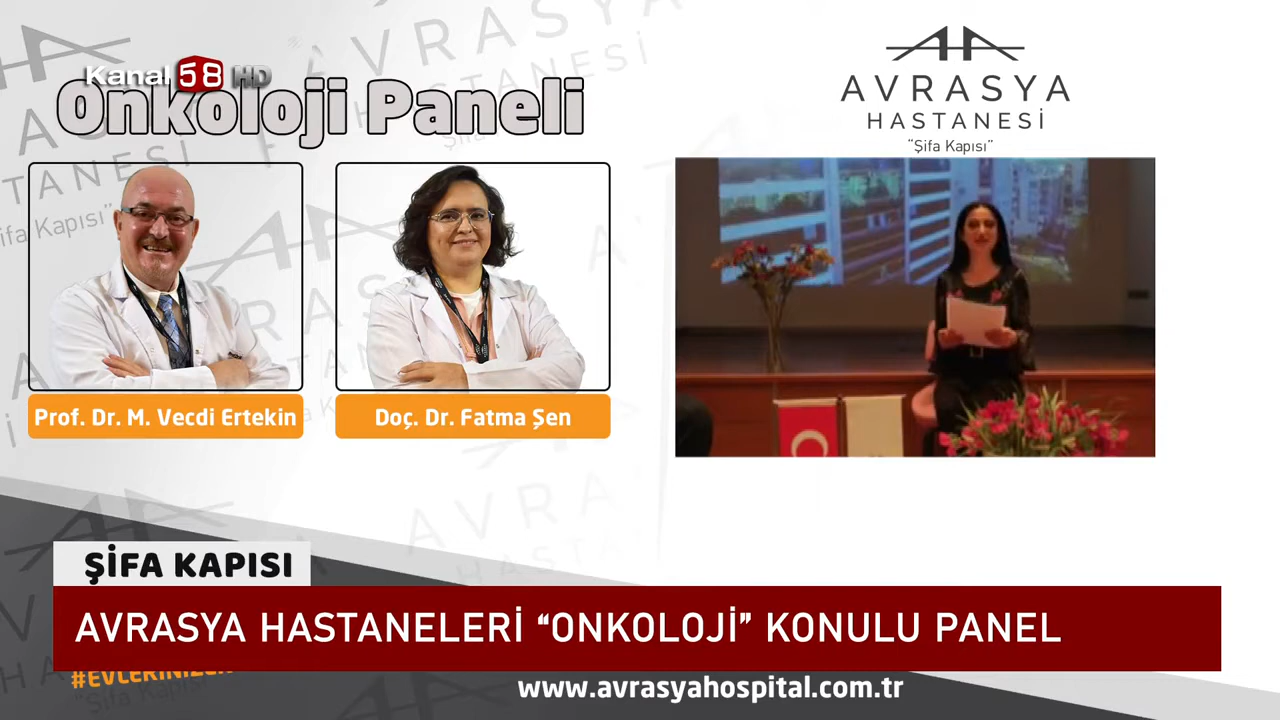 Kanal 58 HD
Onkoloji Paneli
AVRASYA
HASTANESİ
“Şifa Kapısı”
Prof. Dr. M. Vecdi Ertekin
Doç. Dr. Fatma Şen
ŞİFA KAPISI
AVRASYA HASTANELERİ “ONKOLOJİ” KONULU PANEL
www.avrasyahospital.com.tr